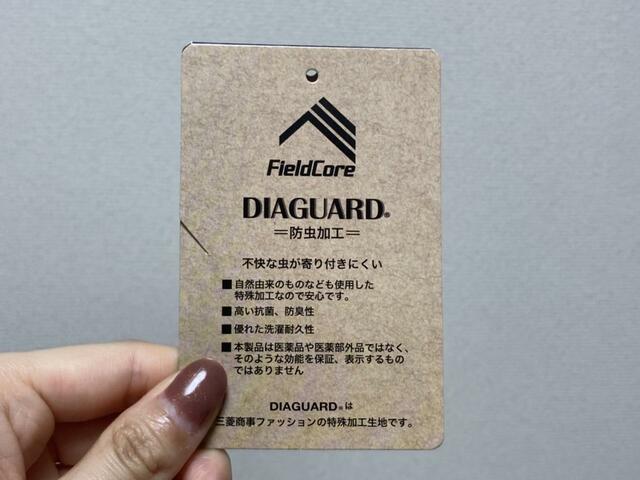 FieldCore
DIAGUARD®
=防虫加工=
不快な虫が寄り付きにくい
■自然由来のものなども使用した
特殊加工なので安心です。
■高い抗菌、防臭性
■優れた洗濯耐久性
■本製品は医薬品や医薬部外品ではなく、
そのような効能を保証、表示するもの
ではありません
DIAGUARD®は
三菱商事ファッションの特殊加工生地です。